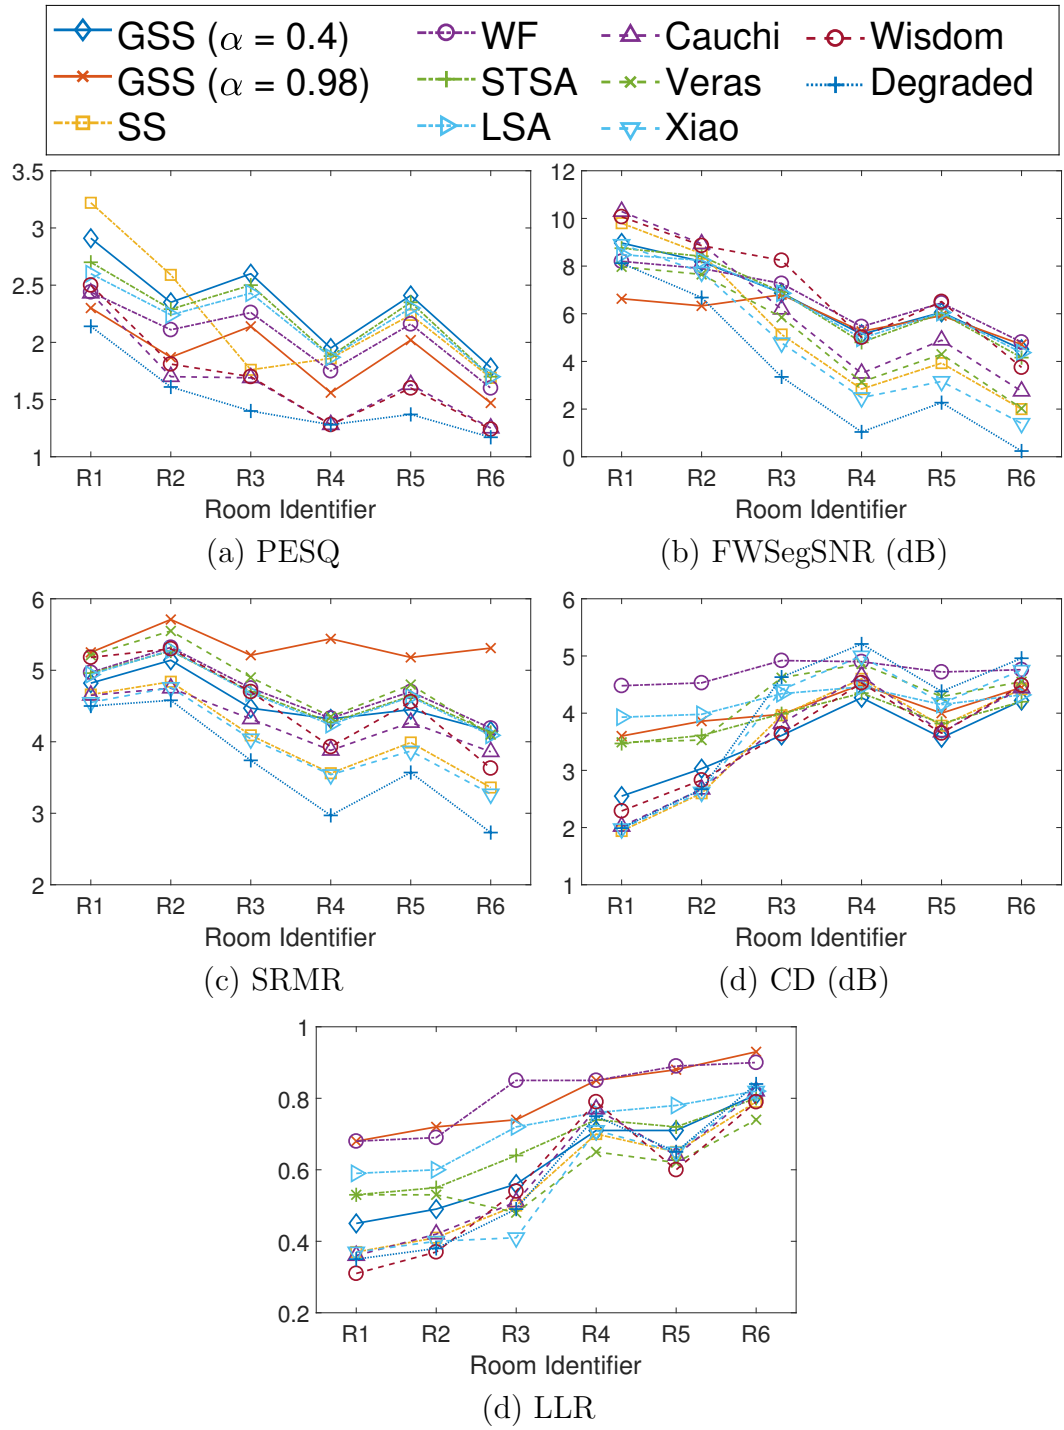 GSS (α = 0.4) WF Cauchi Wisdom
GSS (α = 0.98) STSA Veras Degraded
SS LSA Xiao
3.5
3
2.5
2
1.5
1
R1 R2 R3 R4 R5 R6
Room Identifier
(a) PESQ
12
10
8
6
4
2
0
R1 R2 R3 R4 R5 R6
Room Identifier
(b) FWSegSNR (dB)
6
5
4
3
2
R1 R2 R3 R4 R5 R6
Room Identifier
(c) SRMR
6
5
4
3
2
1
R1 R2 R3 R4 R5 R6
Room Identifier
(d) CD (dB)
1
0.8
0.6
0.4
0.2
R1 R2 R3 R4 R5 R6
Room Identifier
(d) LLR